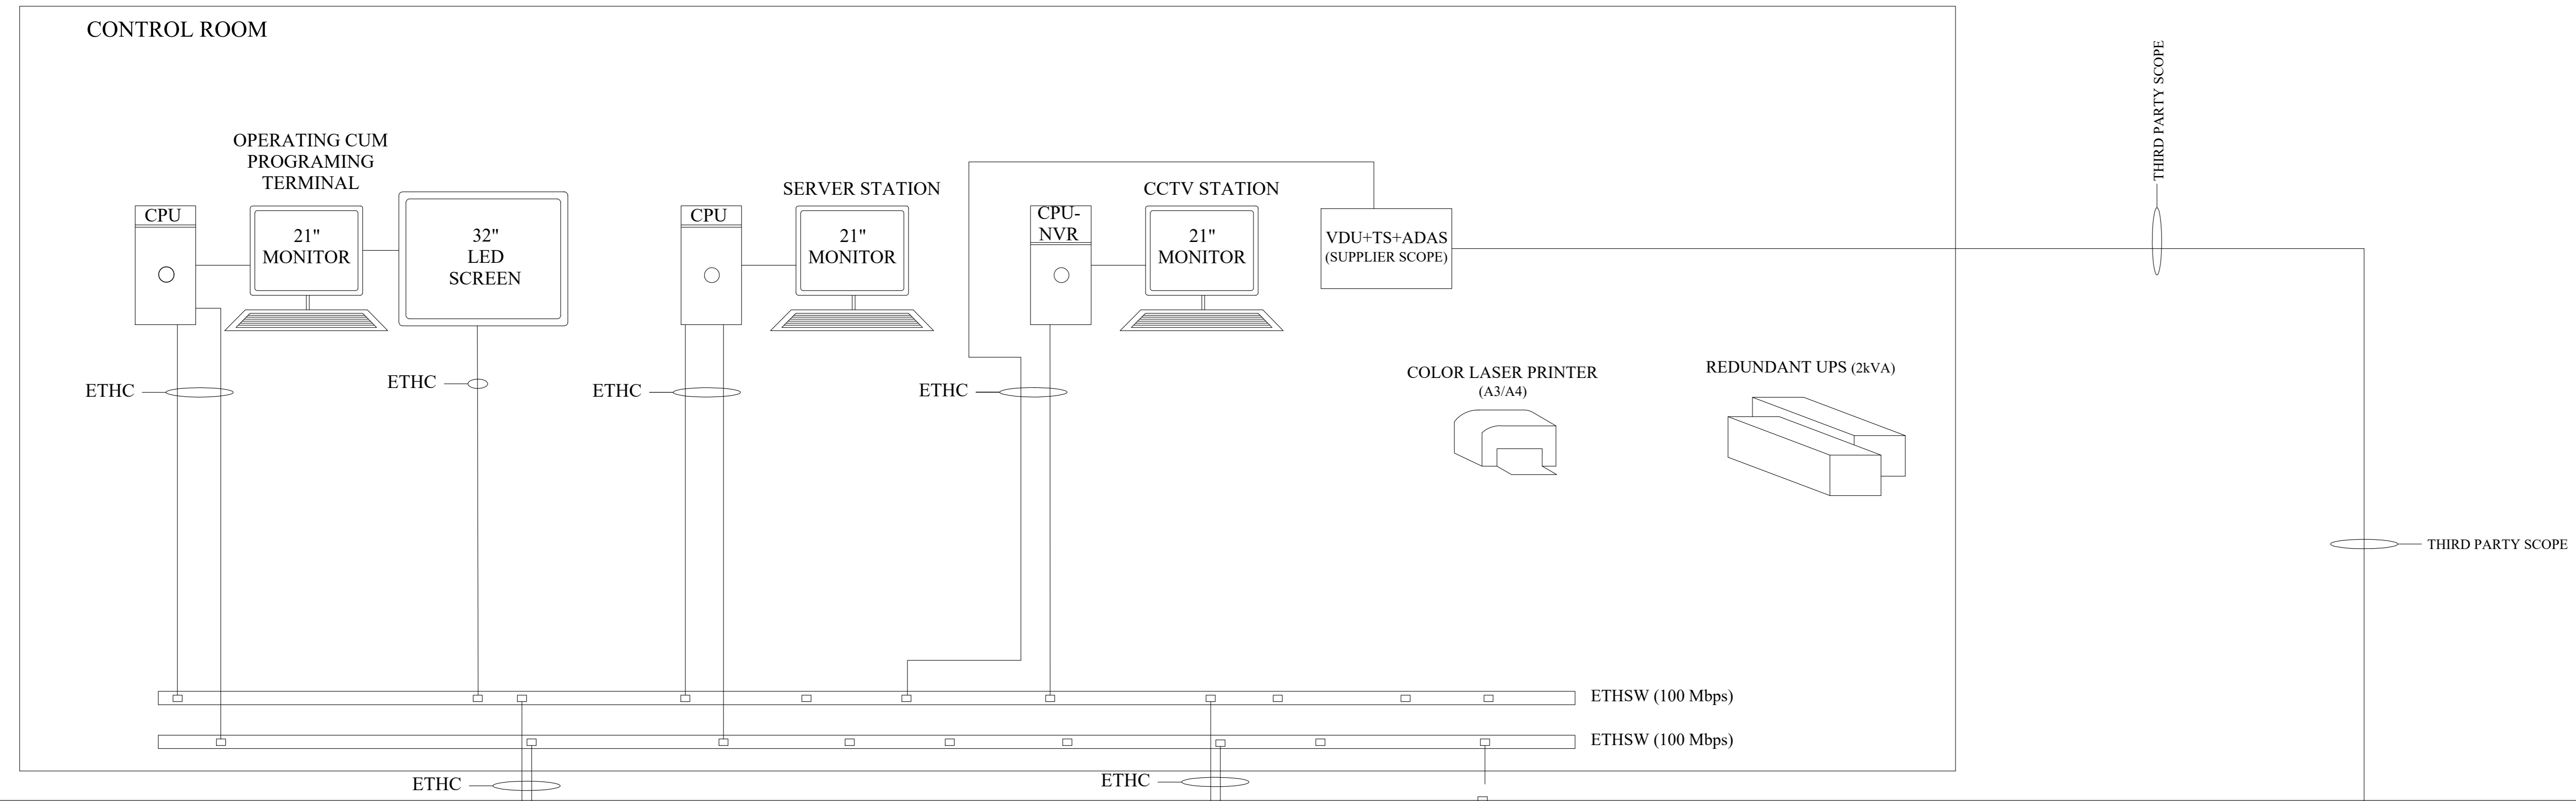 CONTROL ROOM
THIRD PARTY SCOPE
OPERATING CUM
PROGRAMING
TERMINAL
SERVER STATION
CCTV STATION
CPU
21"
MONITOR
32"
LED
SCREEN
CPU
21"
MONITOR
CPU-
NVR
21"
MONITOR
VDU+TS+ADAS
(SUPPLIER SCOPE)
ETHC
ETHC
ETHC
ETHC
COLOR LASER PRINTER
(A3/A4)
REDUNDANT UPS (2kVA)
THIRD PARTY SCOPE
ETHSW (100 Mbps)
ETHSW (100 Mbps)
ETHC
ETHC